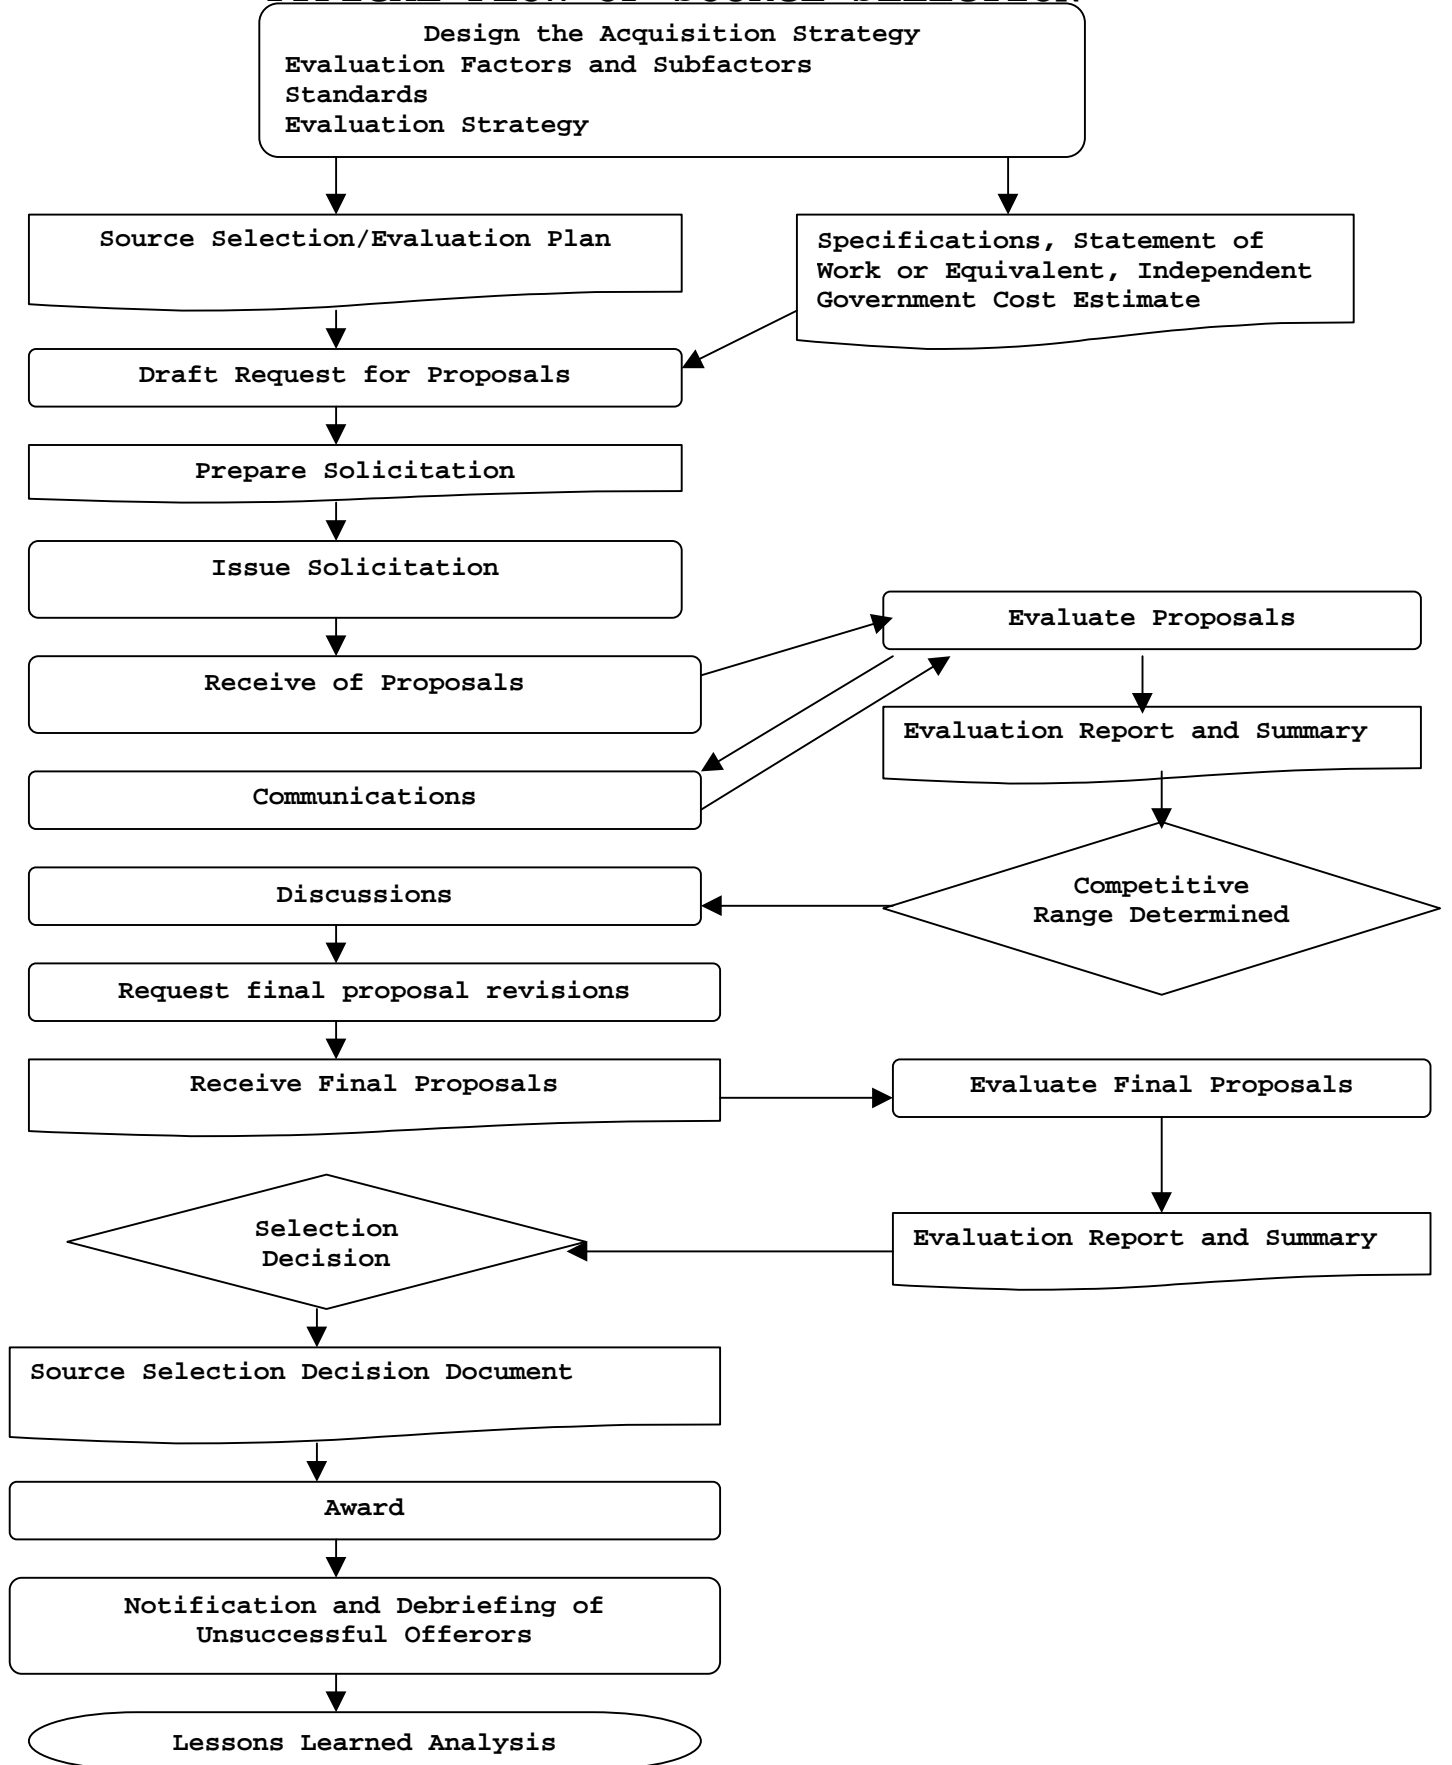 Design the Acquisition Strategy
Evaluation Factors and Subfactors
Standards
Evaluation Strategy
Source Selection/Evaluation Plan
Specifications, Statement of
Work or Equivalent, Independent
Government Cost Estimate
Draft Request for Proposals
Prepare Solicitation
Issue Solicitation
Evaluate Proposals
Receive of Proposals
Evaluation Report and Summary
Communications
Competitive
Range Determined
Discussions
Request final proposal revisions
Receive Final Proposals
Evaluate Final Proposals
Selection
Decision
Evaluation Report and Summary
Source Selection Decision Document
Award
Notification and Debriefing of
Unsuccessful Offerors
Lessons Learned Analysis